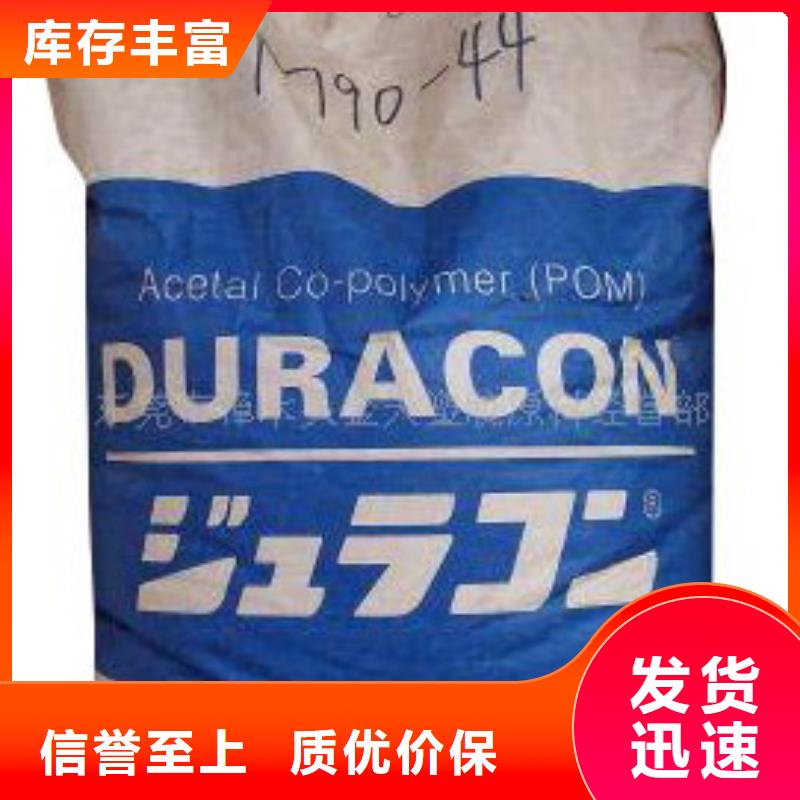 库存丰富
M90-44
Acetal Co-polymer (POM)
DURACON
ジュラコン®
发货
迅速
信誉至上 质优价保